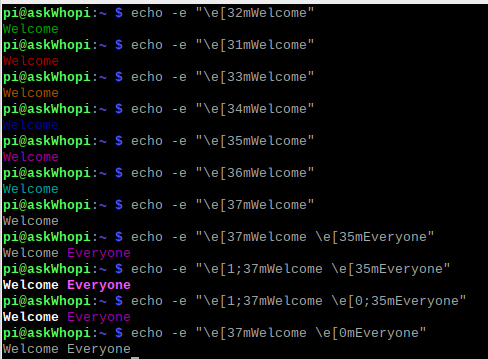 pi@askWhopi:~ $ echo -e "\e[32mWelcome"
Welcome
pi@askWhopi:~ $ echo -e "\e[31mWelcome"
Welcome
pi@askWhopi:~ $ echo -e "\e[33mWelcome"
Welcome
pi@askWhopi:~ $ echo -e "\e[34mWelcome"
Welcome
pi@askWhopi:~ $ echo -e "\e[35mWelcome"
Welcome
pi@askWhopi:~ $ echo -e "\e[36mWelcome"
Welcome
pi@askWhopi:~ $ echo -e "\e[37mWelcome"
Welcome
pi@askWhopi:~ $ echo -e "\e[37mWelcome \e[35mEveryone"
Welcome Everyone
pi@askWhopi:~ $ echo -e "\e[1;37mWelcome \e[35mEveryone"
Welcome Everyone
pi@askWhopi:~ $ echo -e "\e[1;37mWelcome \e[0;35mEveryone"
Welcome Everyone
pi@askWhopi:~ $ echo -e "\e[37mWelcome \e[0mEveryone"
Welcome Everyone